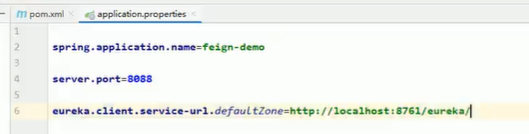 pom.xml
application.properties
1
2
spring.application.name=feign-demo
3
4
server.port=8088
5
6
eureka.client.service-url.defaultZone=http://localhost:8761/eureka/